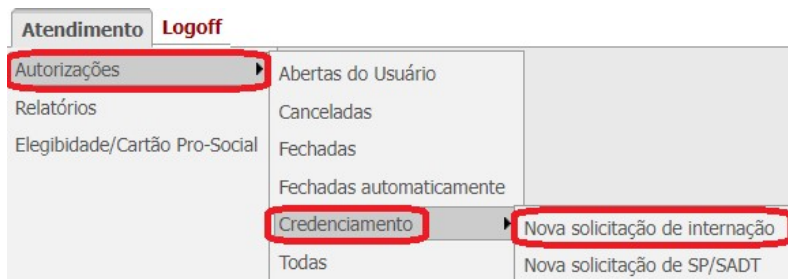 Atendimento Logoff
Autorizações
Relatórios
Elegibidade/Cartão Pro-Social
Abertas do Usuário
Canceladas
Fechadas
Fechadas automaticamente
Credenciamento
Todas
Nova solicitação de internação
Nova solicitação de SP/SADT